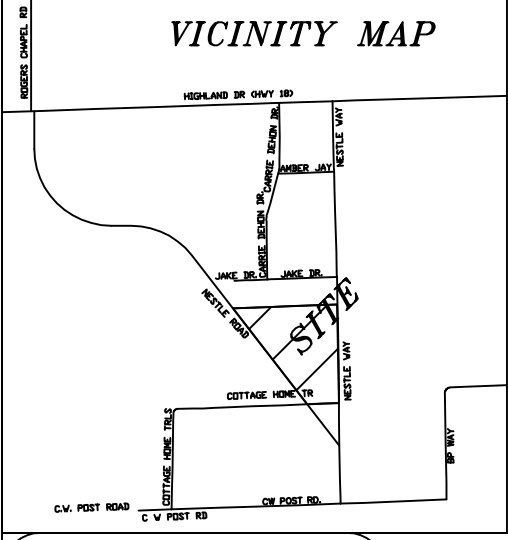 VICINITY MAP
ROGERS CHAPEL RD
HIGHLAND DR (HWY 18)
CARRIE DEHON DR.
NESTLE WAY
AMBER JAY
CARRIE DEHON DR.
JAKE DR.
JAKE DR.
NESTLE ROAD
SITE
NESTLE WAY
COTTAGE HOME TR
COTTAGE HOME TRLS
BP WAY
C.W. POST ROAD
CW POST RD.
C W POST RD